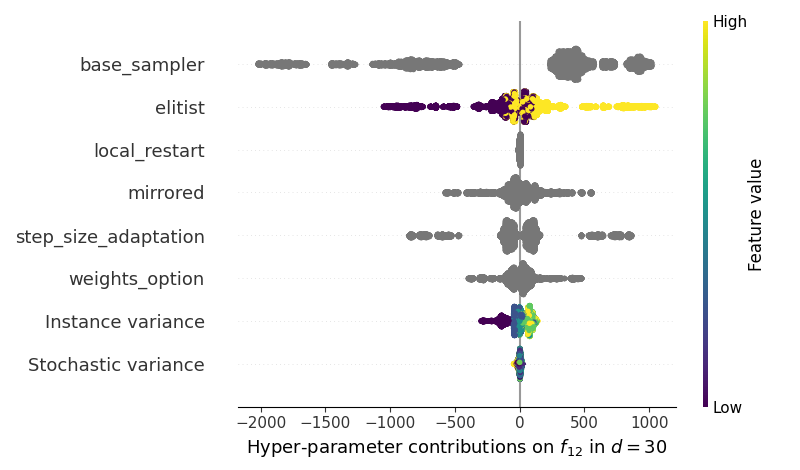 High
base_sampler
elitist
local_restart
mirrored
step_size_adaptation
weights_option
Instance variance
Stochastic variance
Feature value
Low
−2000 −1500 −1000 −500 0 500 1000
Hyper-parameter contributions on f12 in d = 30